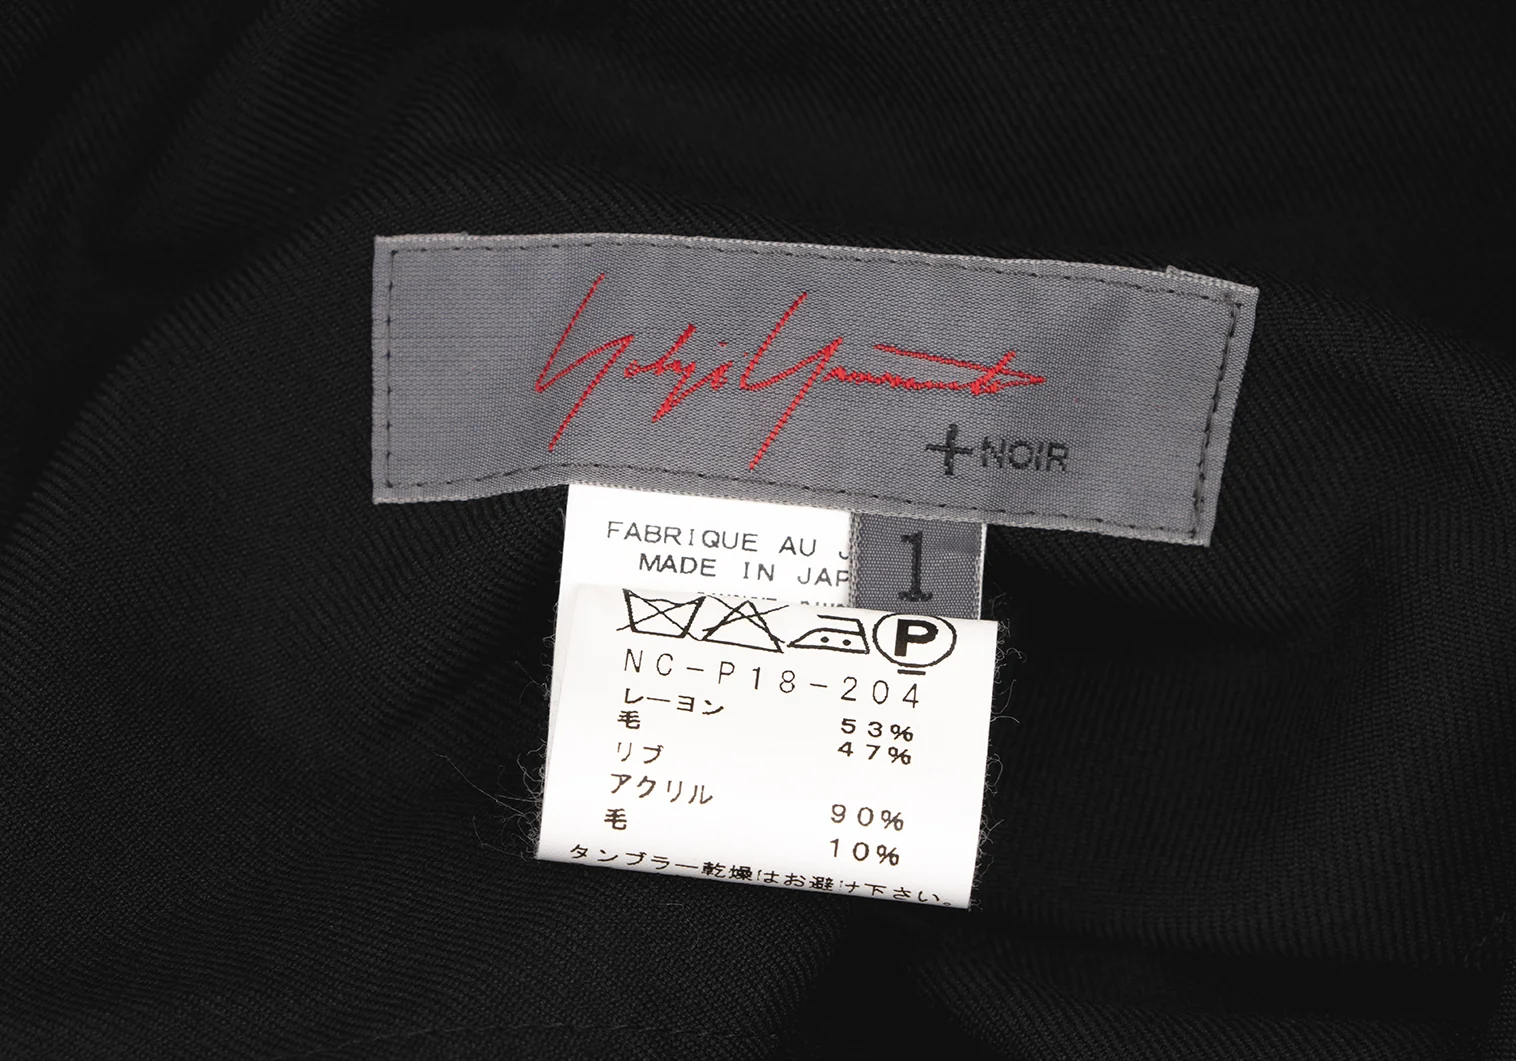 Yohji Yamamoto
+NOIR
FABRIQUE AU J
MADE IN JAP
1
P
NC-P18-204
レーヨン 53%
毛 47%
リブ
アクリル 90%
毛 10%
タンブラー乾燥はお避け下さい。